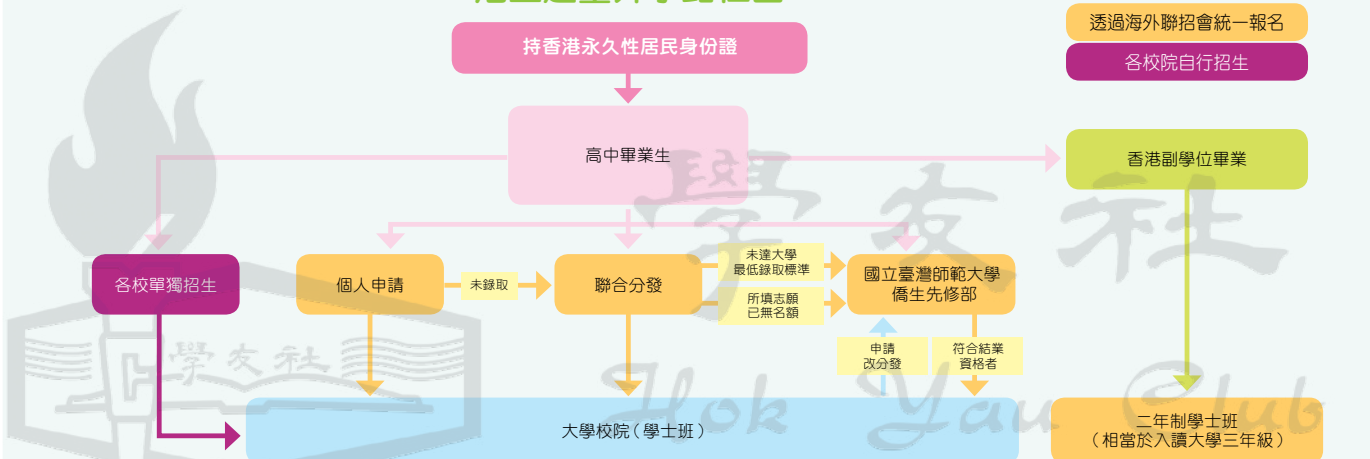 透過海外聯招會統一報名
持香港永久性居民身份證
各校院自行招生
高中畢業生
香港副學位畢業
各校單獨招生
個人申請
未錄取
聯合分發
未達大學
最低錄取標準
所填志願
已無名額
國立臺灣師範大學
僑生先修部
申請
改分發
符合結業
資格者
大學校院（學士班）
二年制學士班
（相當於入讀大學三年級）
學友社
學友社
Hok Yau Club